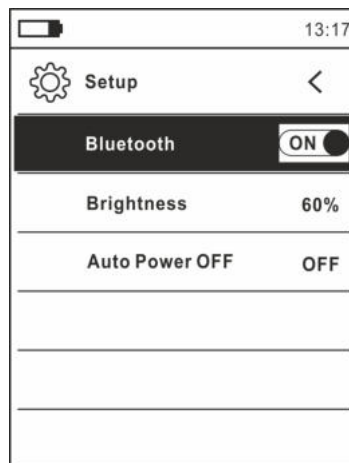 13:17
Setup <
Bluetooth ON
Brightness 60%
Auto Power OFF OFF